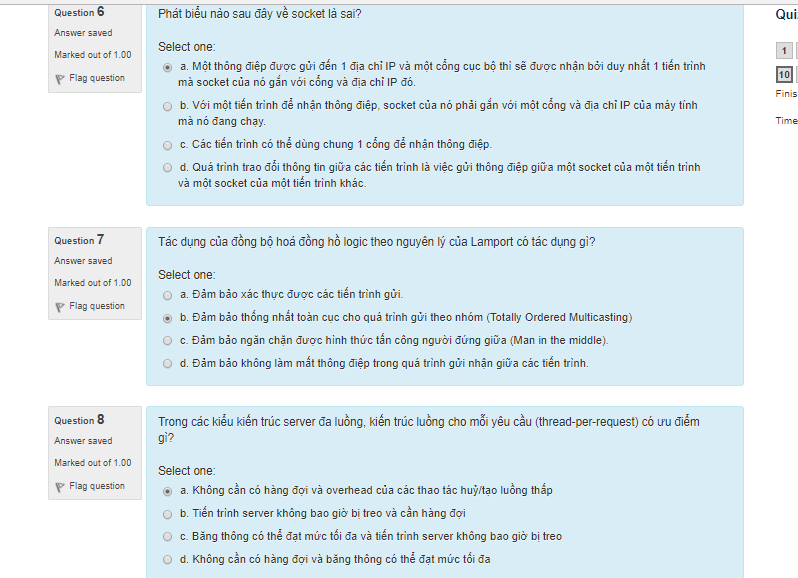 Question 6
Answer saved
Marked out of 1.00
Flag question
Phát biểu nào sau đây về socket là sai?
Select one:
a. Một thông điệp được gửi đến 1 địa chỉ IP và một cổng cục bộ thì sẽ được nhận bởi duy nhất 1 tiến trình
mà socket của nó gắn với cổng và địa chỉ IP đó.
b. Với một tiến trình để nhận thông điệp, socket của nó phải gắn với một cổng và địa chỉ IP của máy tính
mà nó đang chạy.
c. Các tiến trình có thể dùng chung 1 cổng để nhận thông điệp.
d. Quá trình trao đổi thông tin giữa các tiến trình là việc gửi thông điệp giữa một socket của một tiến trình
và một socket của một tiến trình khác.
Question 7
Answer saved
Marked out of 1.00
Flag question
Tác dụng của đồng bộ hoá đồng hồ logic theo nguyên lý của Lamport có tác dụng gì?
Select one:
a. Đảm bảo xác thực được các tiến trình gửi.
b. Đảm bảo thống nhất toàn cục cho quá trình gửi theo nhóm (Totally Ordered Multicasting)
c. Đảm bảo ngăn chặn được hình thức tấn công người đứng giữa (Man in the middle).
d. Đảm bảo không làm mất thông điệp trong quá trình gửi nhận giữa các tiến trình.
Question 8
Answer saved
Marked out of 1.00
Flag question
Trong các kiểu kiến trúc server đa luồng, kiến trúc luồng cho mỗi yêu cầu (thread-per-request) có ưu điểm
gì?
Select one:
a. Không cần có hàng đợi và overhead của các thao tác huỷ/tạo luồng thấp
b. Tiến trình server không bao giờ bị treo và cần hàng đợi
c. Băng thông có thể đạt mức tối đa và tiến trình server không bao giờ bị treo
d. Không cần có hàng đợi và băng thông có thể đạt mức tối đa
Qui
1
10
Finis
Time